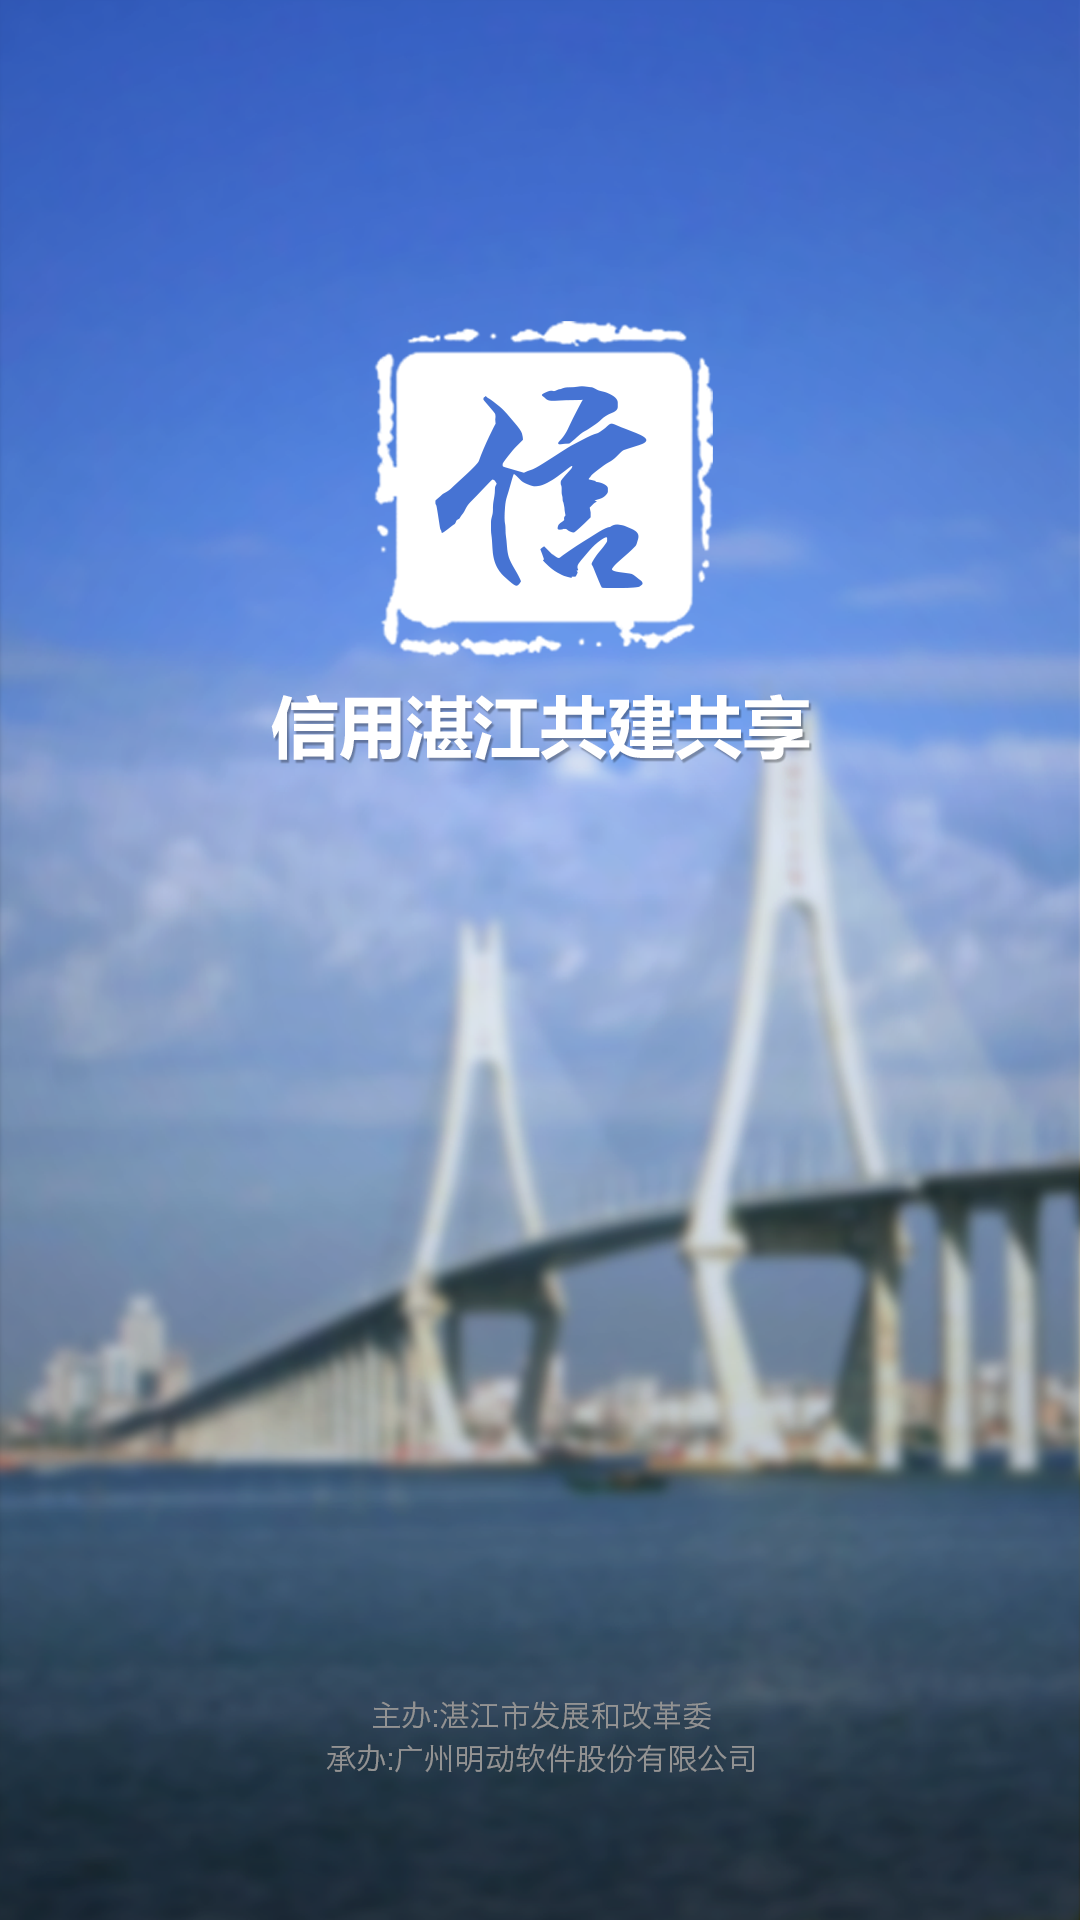 信
信用湛江共建共享
主办:湛江市发展和改革委
承办:广州明动软件股份有限公司